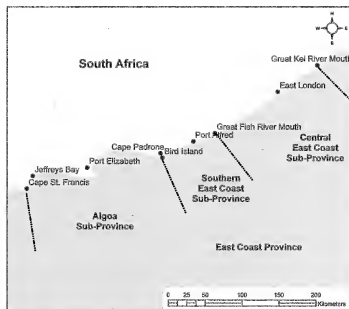 N
W E
S
Great Kei River Mouth
South Africa
East London
Great Fish River Mouth
Port Alfred
Central
East Coast
Sub-Province
Cape Padrone
Bird Island
Port Elizabeth
Jeffreys Bay
Cape St. Francis
Southern
East Coast
Sub-Province
Algoa
Sub-Province
East Coast Province
0 25 50 100 150 200
Kilometers